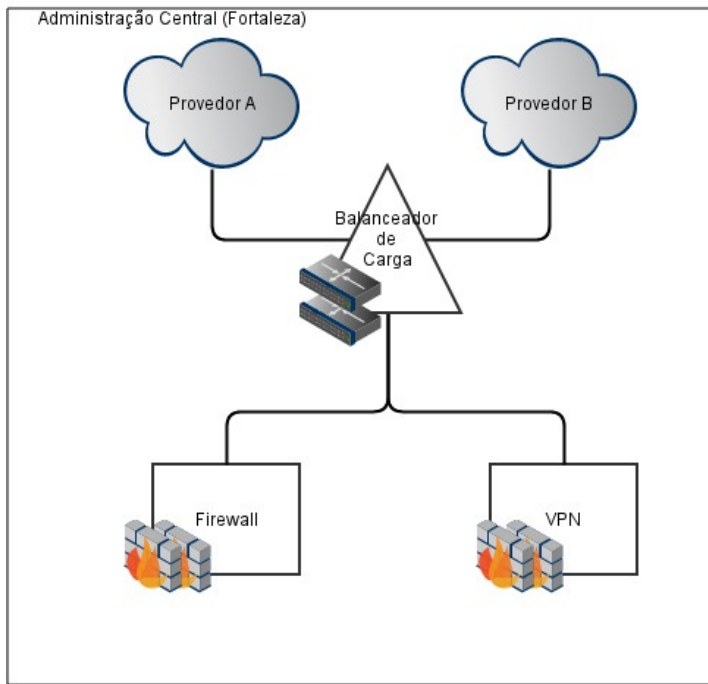 Administração Central (Fortaleza)
Provedor A
Provedor B
Balanceador
de
Carga
Firewall
VPN